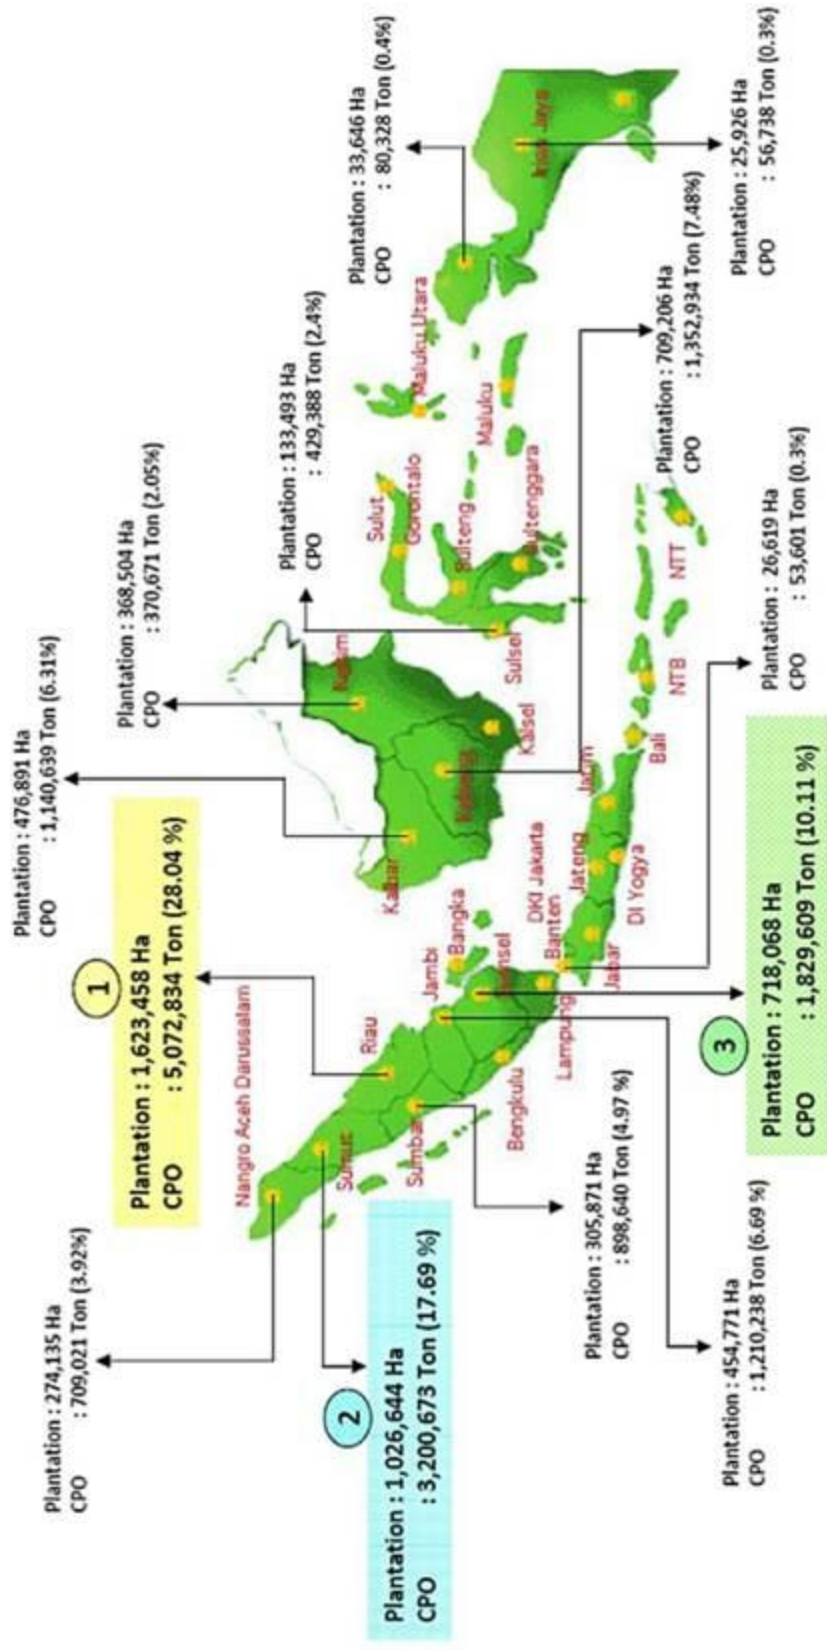 Plantation : 274,135 Ha
CPO : 709,021 Ton (3.92%)
1
Plantation : 1,623,458 Ha
CPO : 5,072,834 Ton (28.04 %)
Plantation : 476,891 Ha
CPO : 1,140,639 Ton (6.31%)
Plantation : 368,504 Ha
CPO : 370,671 Ton (2.05%)
Plantation : 133,493 Ha
CPO : 429,388 Ton (2.4%)
Plantation : 33,646 Ha
CPO : 80,328 Ton (0.4%)
2
Plantation : 1,026,644 Ha
CPO : 3,200,673 Ton (17.69 %)
Nangro Aceh Darussalam
Sumut
Riau
Sumbar
Jambi
Bangka
Bengkulu
Lampung
Banten
DKI Jakarta
Jabar
Jateng
DI Yogya
Jatim
Bali
NTB
NTT
Kalbar
Kalteng
Kalsel
Sulsel
Sulut
Gorontalo
Sulteng
Sultenggara
Maluku Utara
Maluku
Irian Jaya
Plantation : 305,871 Ha
CPO : 898,640 Ton (4.97 %)
Plantation : 454,771 Ha
CPO : 1,210,238 Ton (6.69 %)
3
Plantation : 718,068 Ha
CPO : 1,829,609 Ton (10.11 %)
Plantation : 26,619 Ha
CPO : 53,601 Ton (0.3%)
Plantation : 709,206 Ha
CPO : 1,352,934 Ton (7.48%)
Plantation : 25,926 Ha
CPO : 56,738 Ton (0.3%)